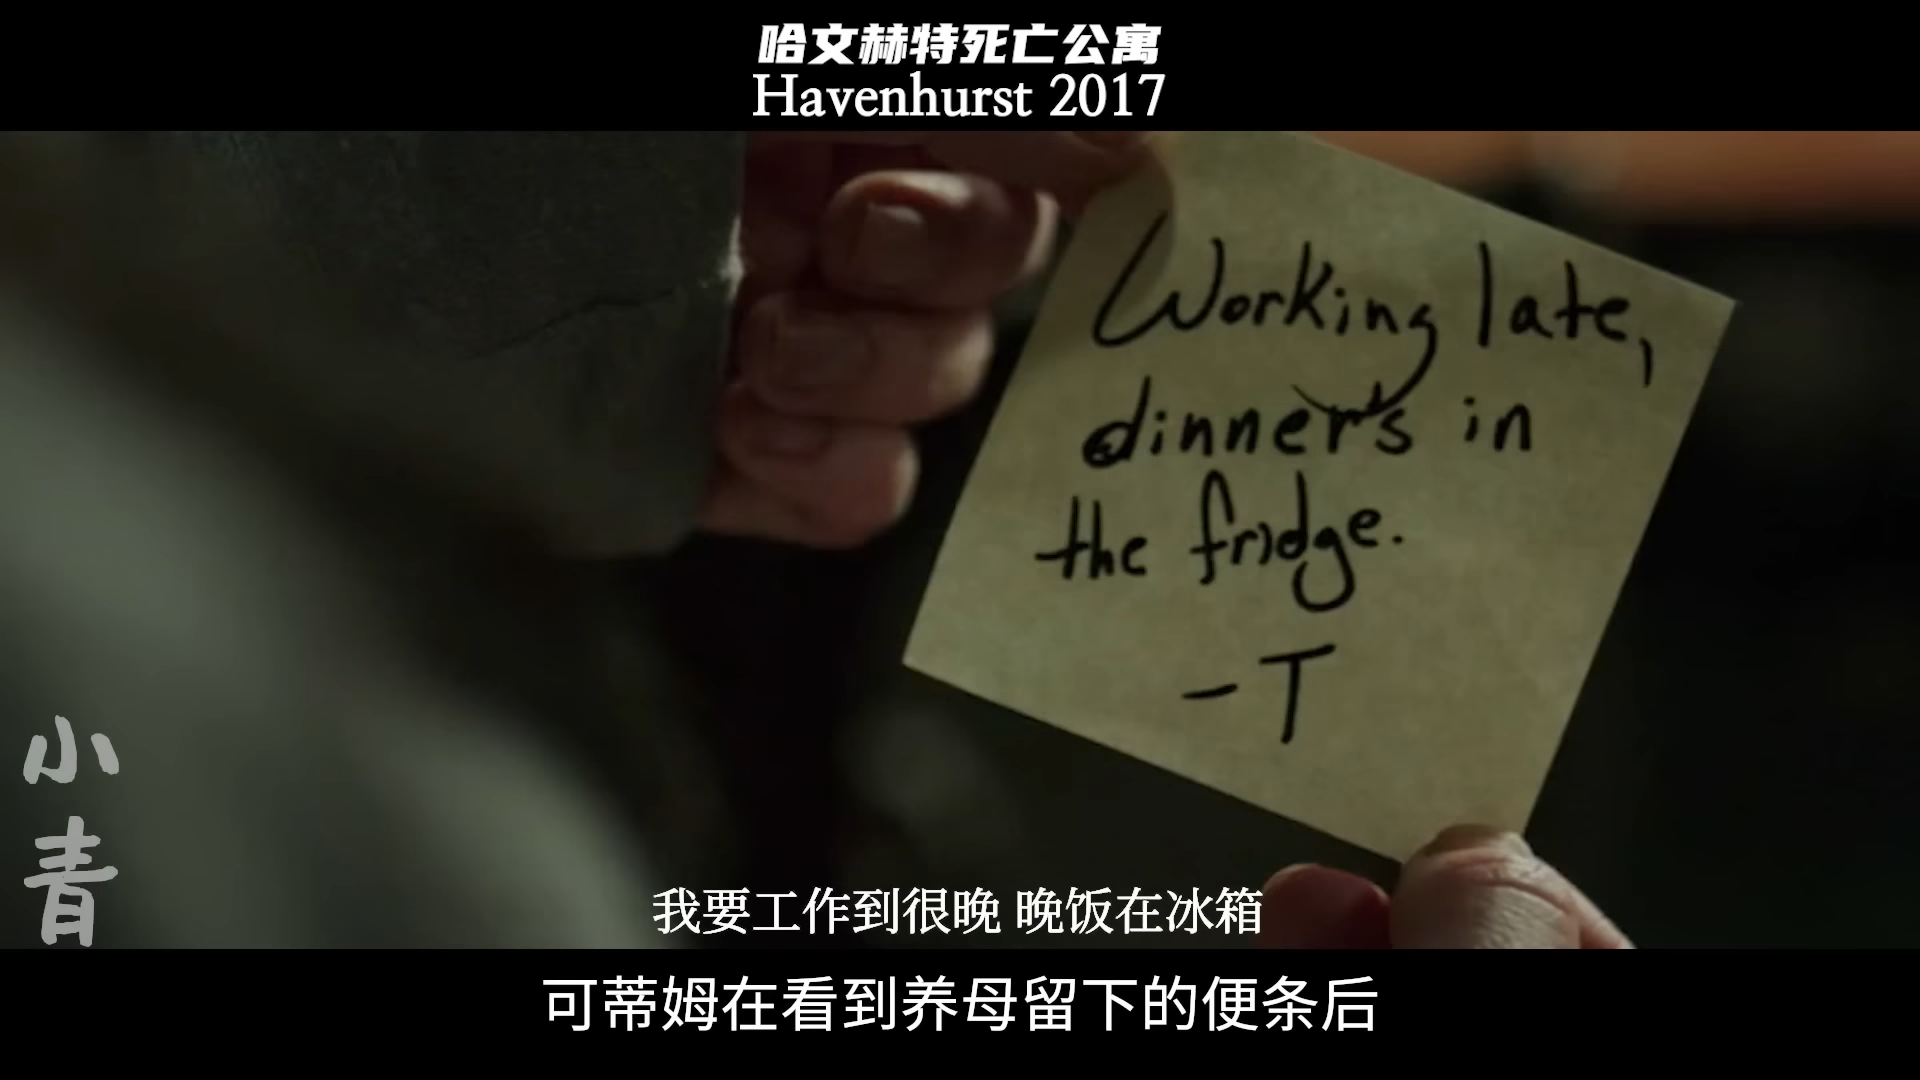 哈文赫特死亡公寓
Havenhurst 2017
Working late,
dinner's in
the fridge.
-T
小
青
我要工作到很晚 晚饭在冰箱
可蒂姆在看到养母留下的便条后